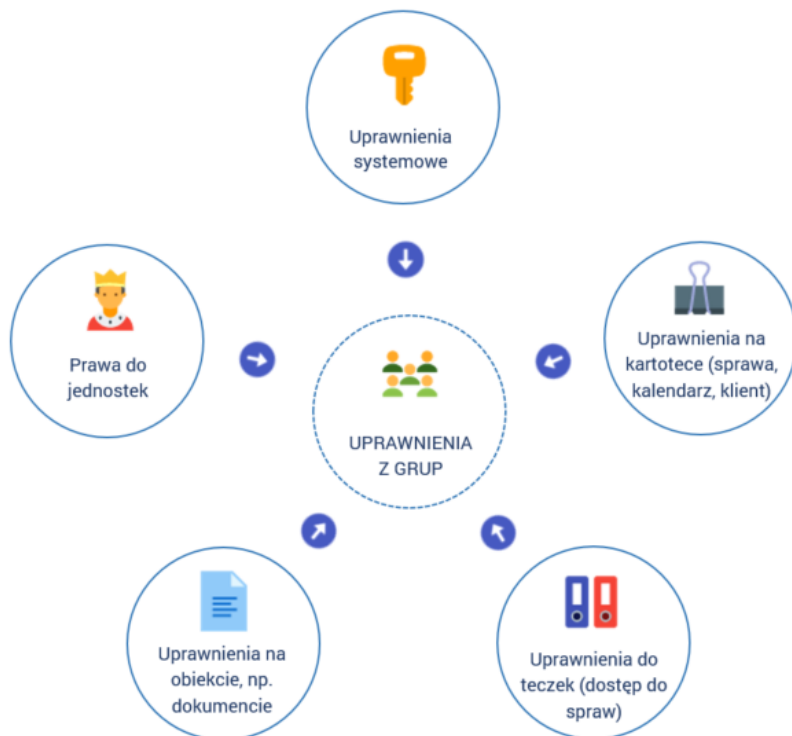 Uprawnienia
systemowe
Prawa do
jednostek
Uprawnienia na
kartotece (sprawa,
kalendarz, klient)
UPRAWNIENIA
Z GRUP
Uprawnienia na
obiekcie, np.
dokumencie
Uprawnienia do
teczek (dostęp do
spraw)